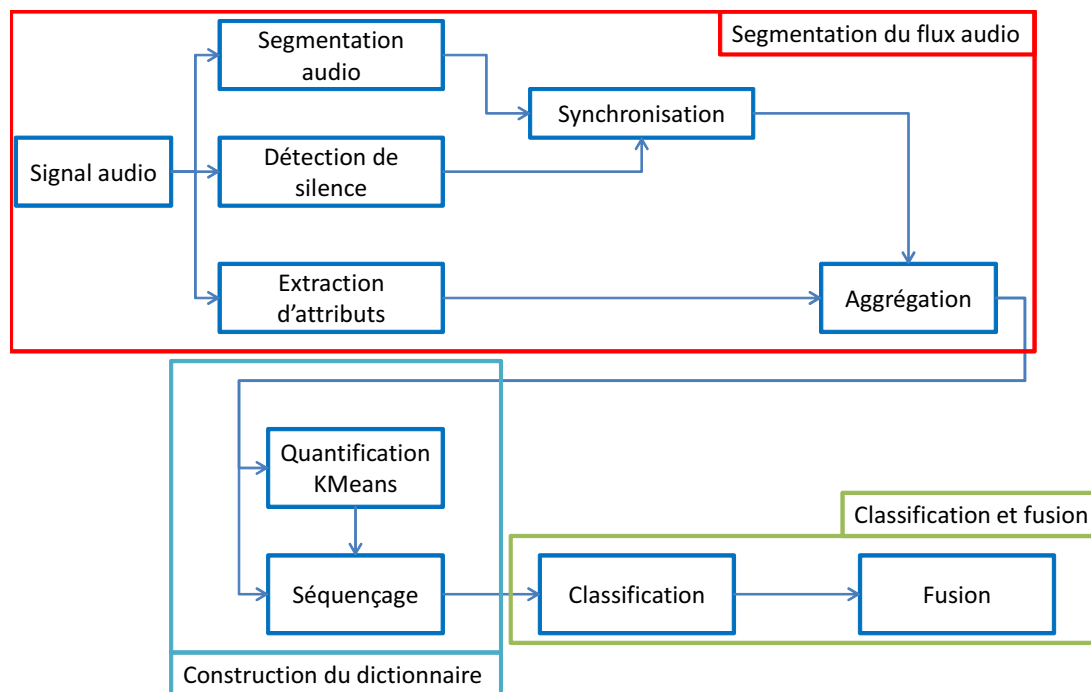 Segmentation du flux audio
Segmentation
audio
Synchronisation
Signal audio
Détection de
silence
Extraction
d’attributs
Aggrégation
Quantification
KMeans
Séquençage
Construction du dictionnaire
Classification et fusion
Classification
Fusion